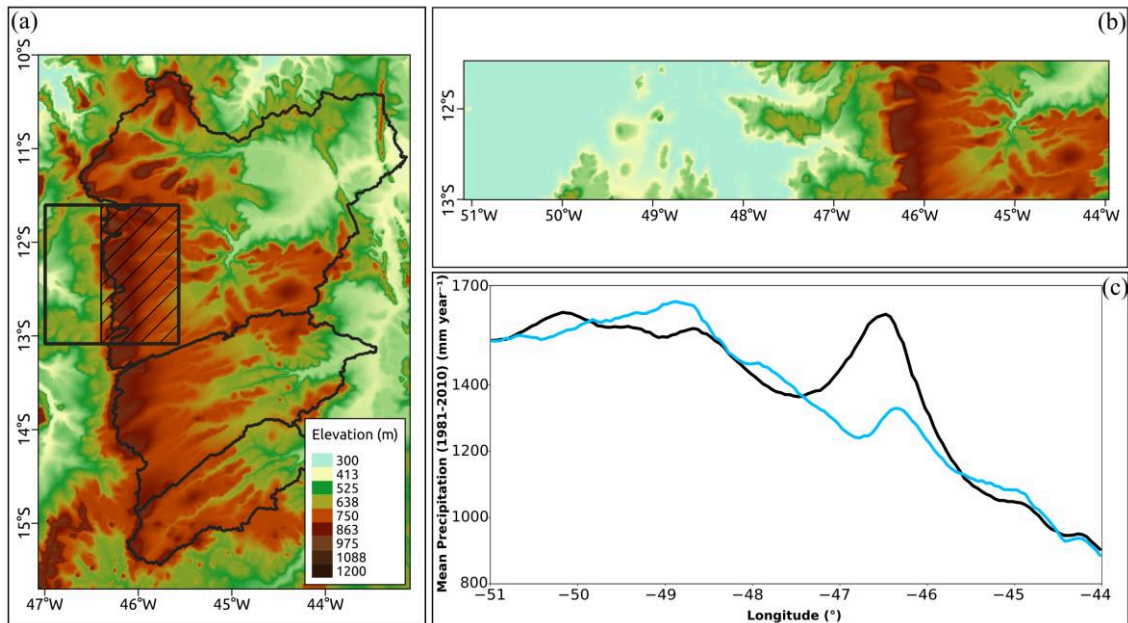 (a)
10°S
11°S
12°S
13°S
14°S
15°S
47°W 46°W 45°W 44°W
Elevation (m)
300
413
525
638
750
863
975
1088
1200
(b)
12°S
13°S
51°W 50°W 49°W 48°W 47°W 46°W 45°W 44°W
(c)
Mean Precipitation (1981-2010) (mm year⁻¹)
1700
1400
1200
1000
800
−51 −50 −49 −48 −47 −46 −45 −44
Longitude (°)